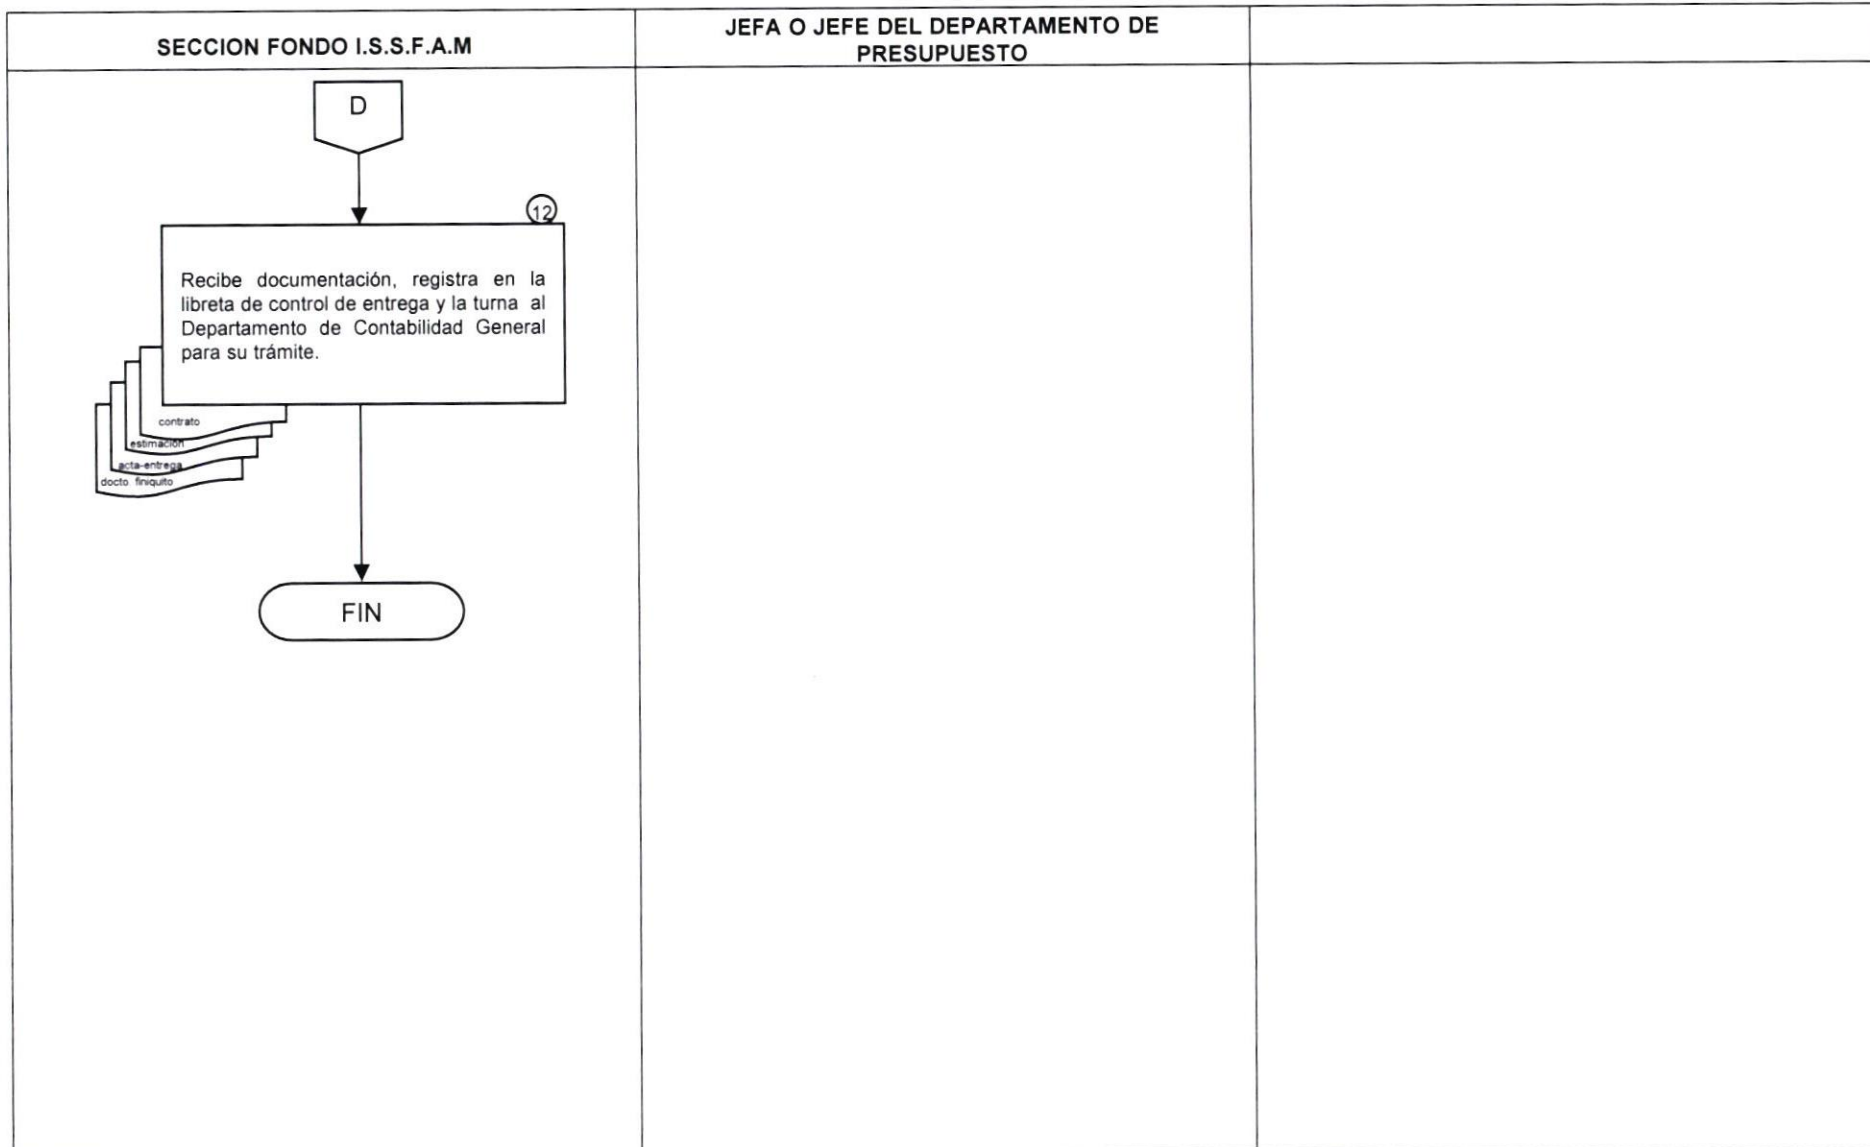 SECCION FONDO I.S.S.F.A.M
JEFA O JEFE DEL DEPARTAMENTO DE
PRESUPUESTO
D
12
Recibe documentación, registra en la
libreta de control de entrega y la turna al
Departamento de Contabilidad General
para su trámite.
contrato
estimación
acta-entrega
docto. finiquito
FIN